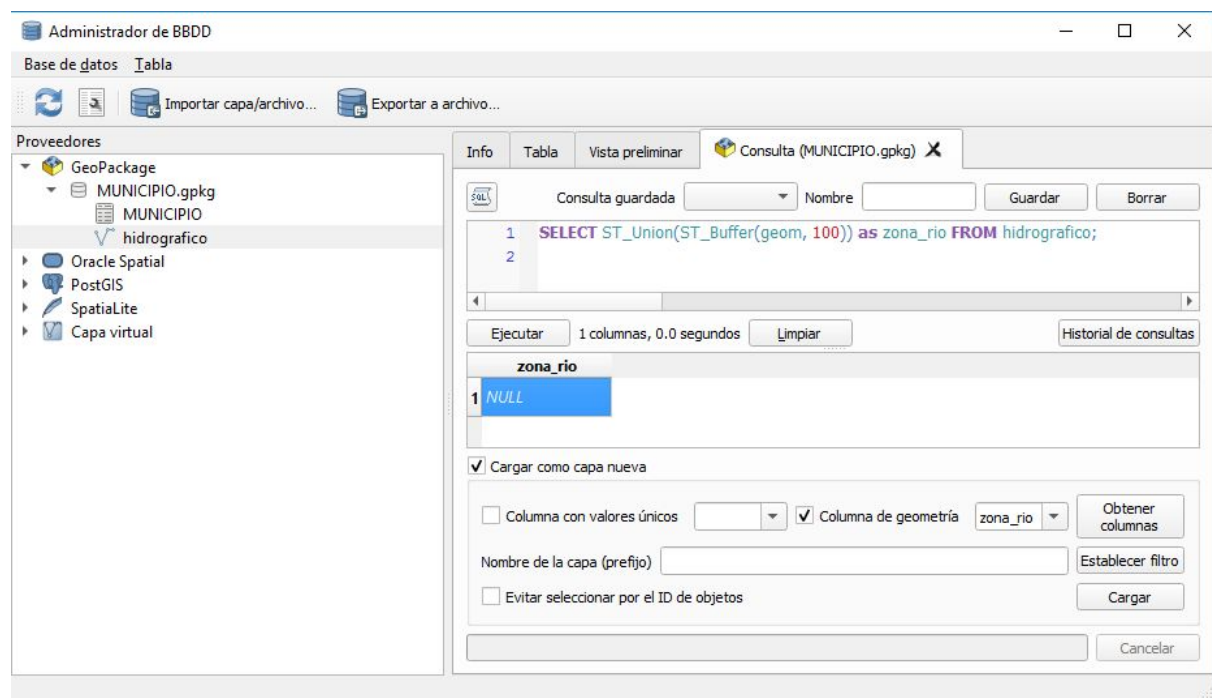 Administrador de BBDD
Base de datos Tabla
Importar capa/archivo... Exportar a archivo...
Proveedores
GeoPackage
MUNICIPIO.gpkg
MUNICIPIO
hidrografico
Oracle Spatial
PostGIS
SpatiaLite
Capa virtual
Info Tabla Vista preliminar Consulta (MUNICIPIO.gpkg)
SQL Consulta guardada Nombre Guardar Borrar
1 SELECT ST_Union(ST_Buffer(geom, 100)) as zona_rio FROM hidrografico;
2
Ejecutar 1 columnas, 0.0 segundos Limpiar Historial de consultas
zona_rio
1 NULL
Cargar como capa nueva
Columna con valores únicos Columna de geometría zona_rio Obtener columnas
Nombre de la capa (prefijo) Establecer filtro
Evitar seleccionar por el ID de objetos Cargar
Cancelar